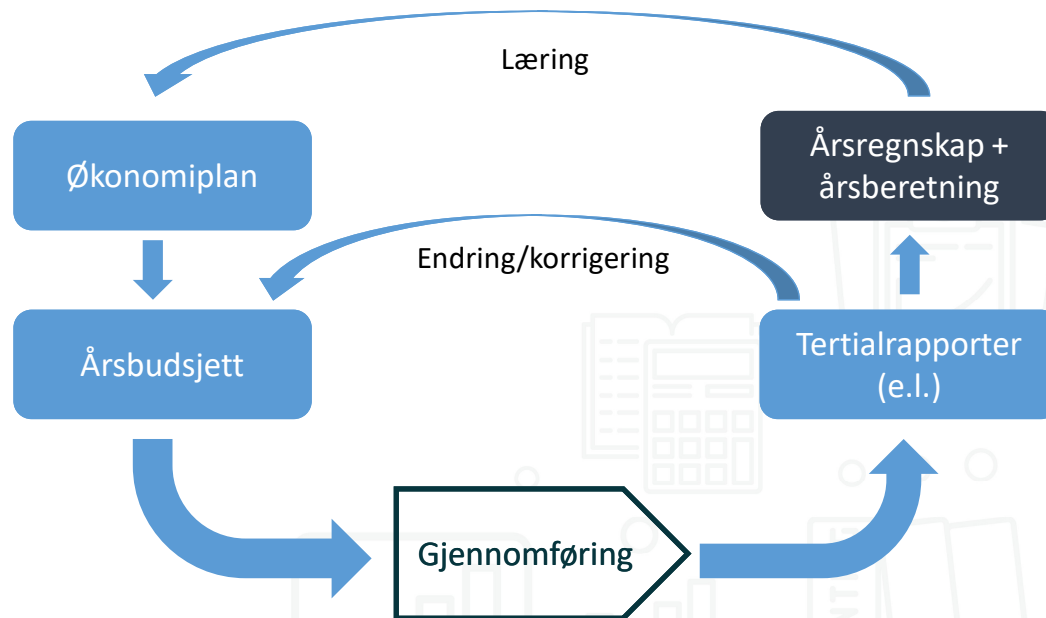 Læring
Økonomiplan
Årsregnskap +
årsberetning
Endring/korrigering
Årsbudsjett
Tertialrapporter
(e.l.)
Gjennomføring